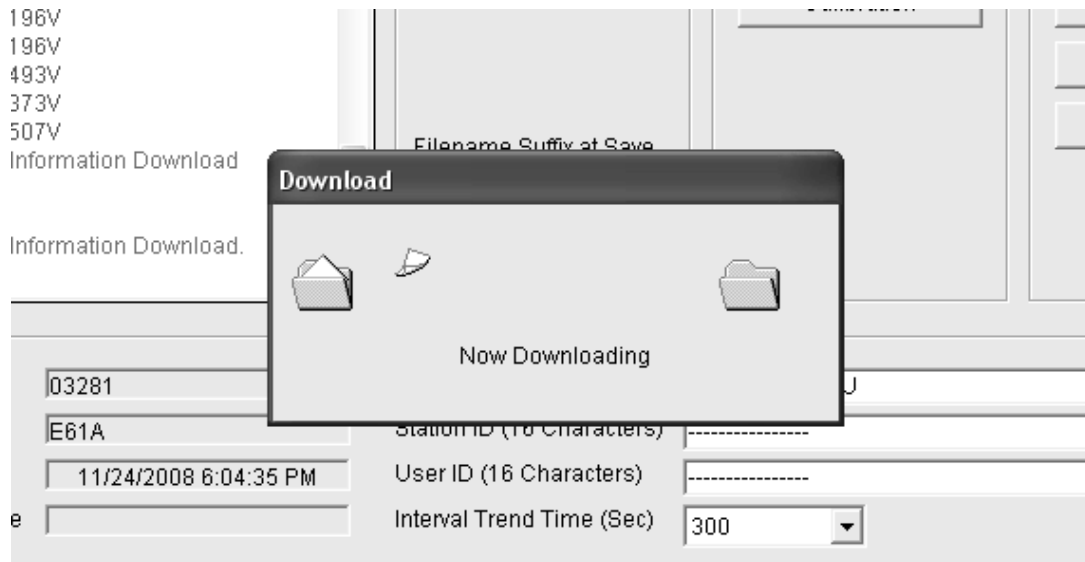 196V
196V
493V
373V
507V
Information Download
Information Download.
Filename Suffix at Save
Download
Now Downloading
03281
E61A
11/24/2008 6:04:35 PM
e
J
Station ID (16 Characters)
----------------
User ID (16 Characters)
----------------
Interval Trend Time (Sec)
300